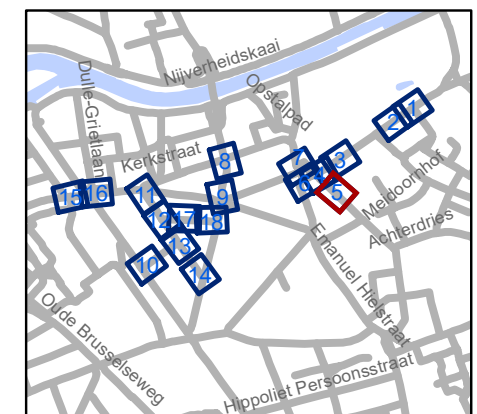 Nijverheidskaai
Dulle-Grietlaan
Opstalpad
Kerkstraat
1
2
3
4
5
6
7
8
9
10
11
12
13
14
15
16
17
18
Meidoornhof
Achterdries
Emanuel Hielstraat
Oude Brusselseweg
Hippoliet Persoonsstraat